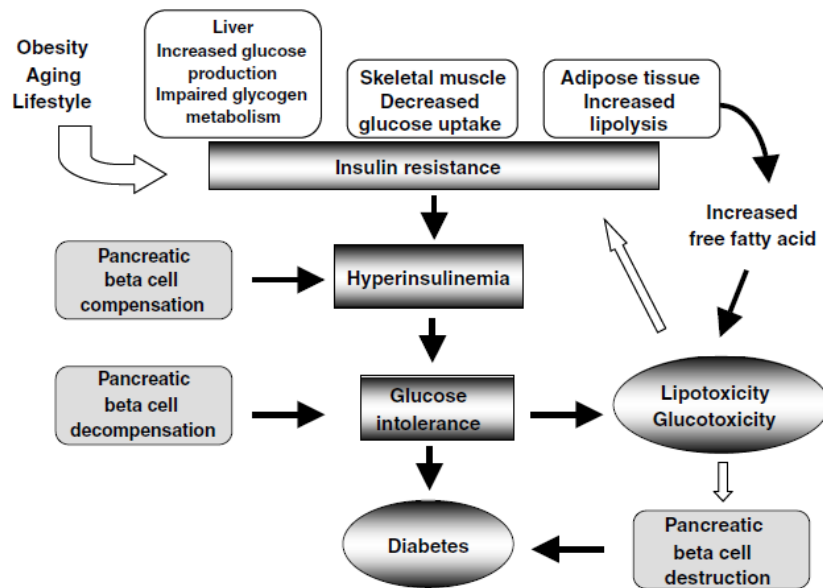 Obesity
Aging
Lifestyle
Liver
Increased glucose
production
Impaired glycogen
metabolism
Skeletal muscle
Decreased
glucose uptake
Adipose tissue
Increased
lipolysis
Insulin resistance
Increased
free fatty acid
Pancreatic
beta cell
compensation
Hyperinsulinemia
Pancreatic
beta cell
decompensation
Glucose
intolerance
Lipotoxicity
Glucotoxicity
Diabetes
Pancreatic
beta cell
destruction